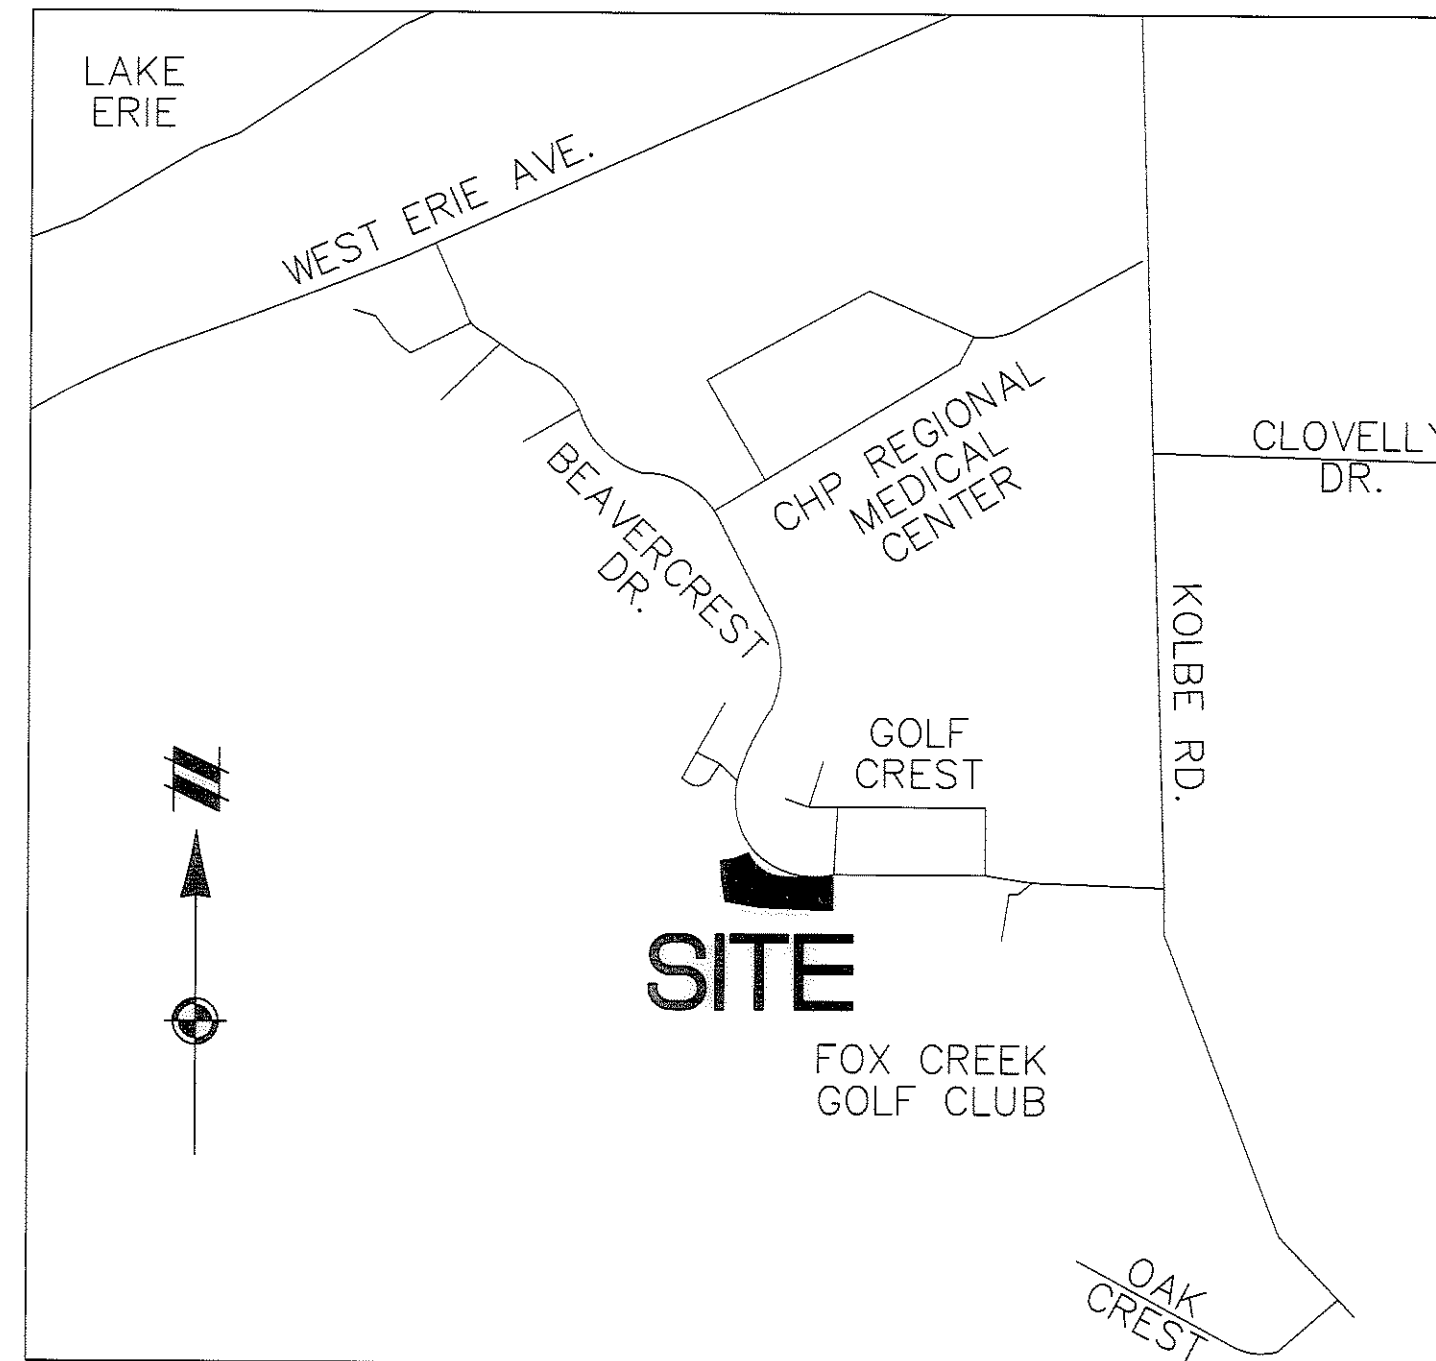 LAKE
ERIE
WEST ERIE AVE.
CHP REGIONAL
MEDICAL
CENTER
CLOVELLY
DR.
BEAVERCREST
DR.
KOLBE RD.
GOLF
CREST
N
SITE
FOX CREEK
GOLF CLUB
OAK
CREST